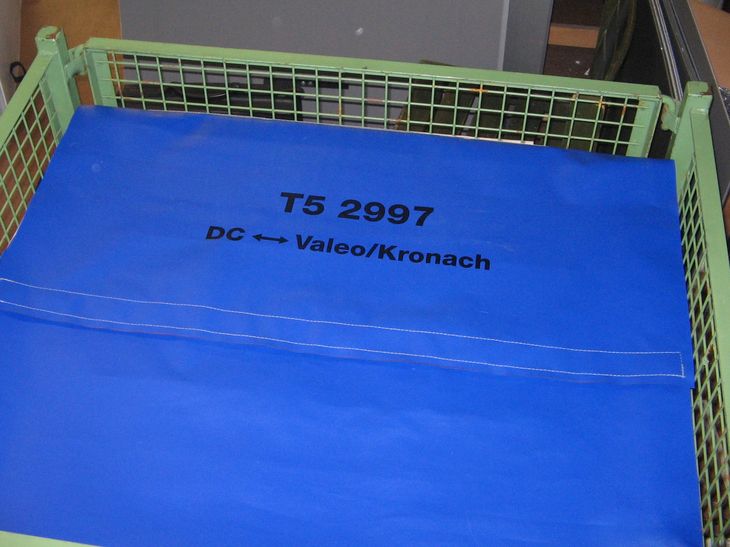 T5 2997
DC ↔ Valeo/Kronach